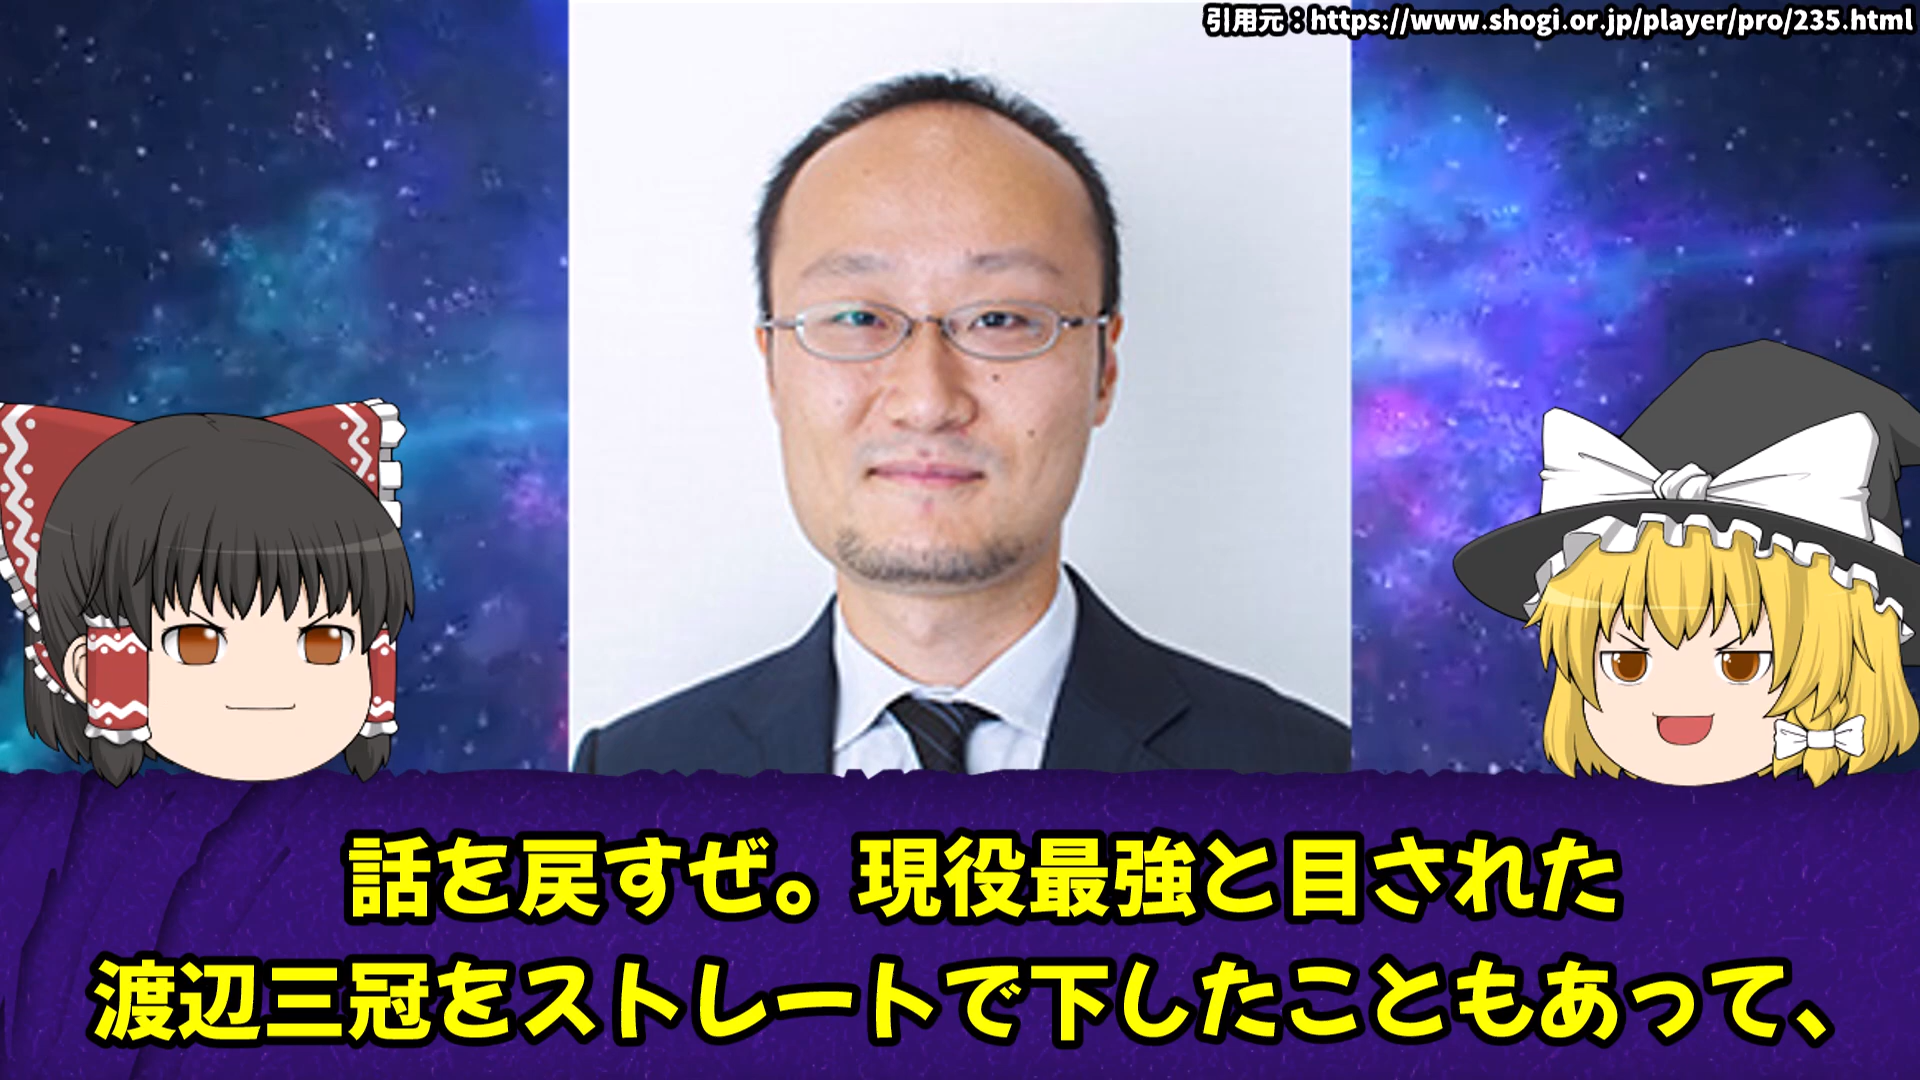 引用元：https://www.shogi.or.jp/player/pro/235.html
話を戻すぜ。現役最強と目された
渡辺三冠をストレートで下したこともあって、